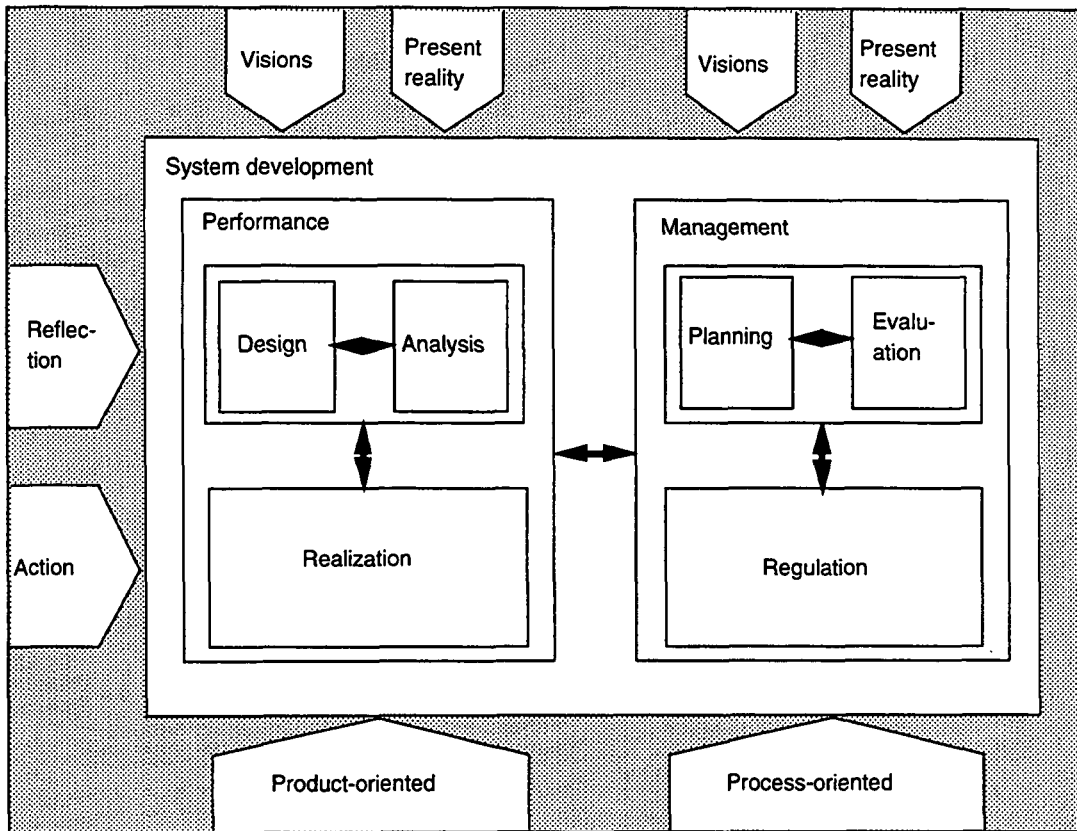 Visions
Present
reality
Visions
Present
reality
System development
Performance
Management
Reflec-
tion
Design
Analysis
Planning
Evalu-
ation
Action
Realization
Regulation
Product-oriented
Process-oriented